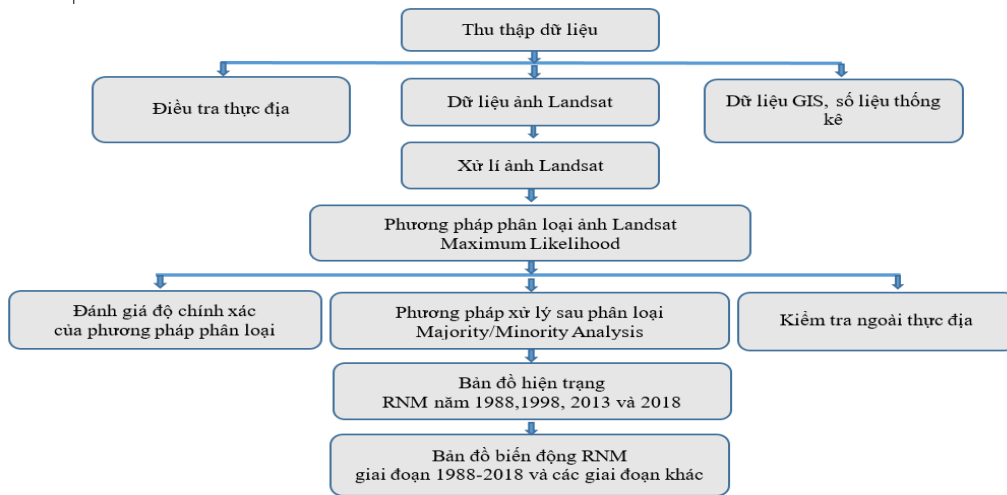 Thu thập dữ liệu
Điều tra thực địa
Dữ liệu ảnh Landsat
Dữ liệu GIS, số liệu thống
kê
Xử lí ảnh Landsat
Phương pháp phân loại ảnh Landsat
Maximum Likelihood
Đánh giá độ chính xác
của phương pháp phân loại
Phương pháp xử lý sau phân loại
Majority/Minority Analysis
Kiểm tra ngoài thực địa
Bản đồ hiện trạng
RNM năm 1988,1998, 2013 và 2018
Bản đồ biến động RNM
giai đoạn 1988-2018 và các giai đoạn khác